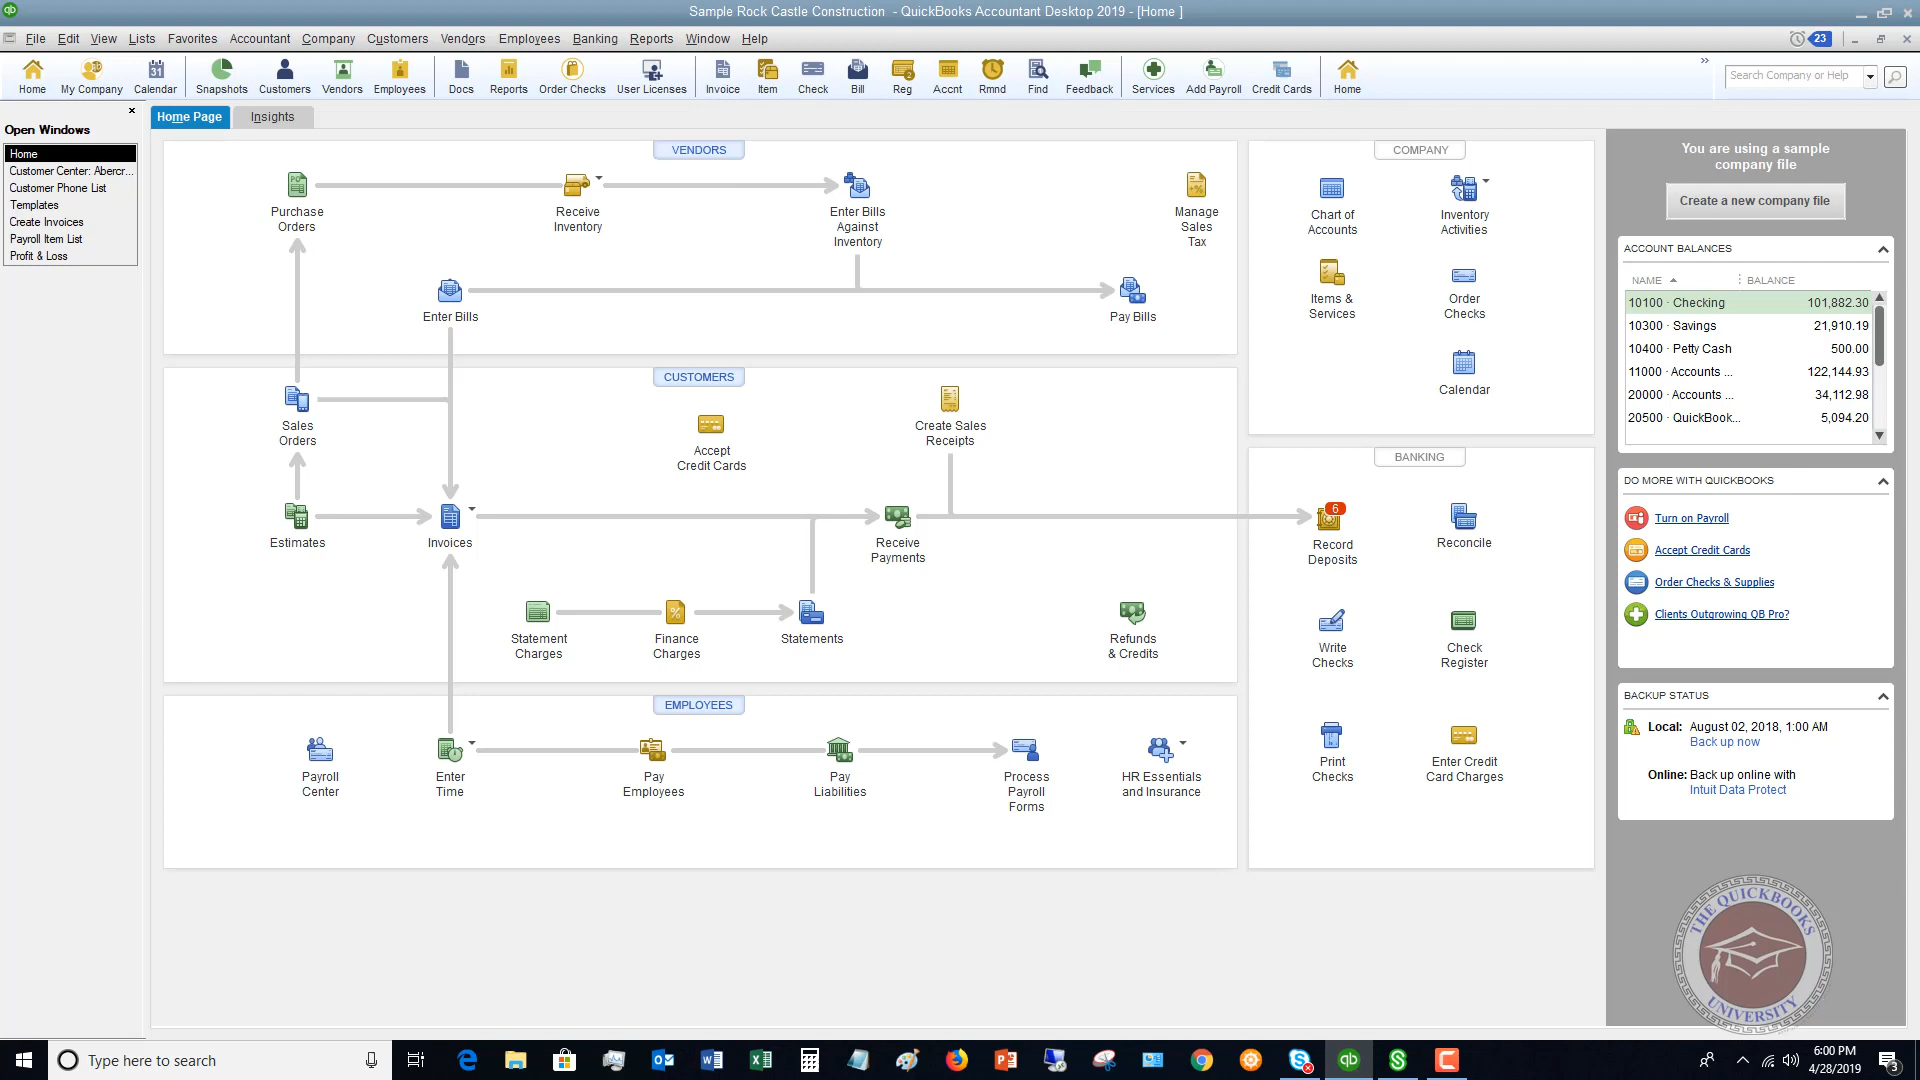 Sample Rock Castle Construction - QuickBooks Accountant Desktop 2019 - [Home ]
File Edit View Lists Favorites Accountant Company Customers Vendors Employees Banking Reports Window Help
23
Home My Company Calendar Snapshots Customers Vendors Employees Docs Reports Order Checks User Licenses Invoice Item Check Bill Reg Accnt Rmnd Find Feedback Services Add Payroll Credit Cards Home
Search Company or Help
Open Windows
Home
Customer Center: Abercr...
Customer Phone List
Templates
Create Invoices
Payroll Item List
Profit & Loss
Home Page Insights
VENDORS
Purchase
Orders
Receive
Inventory
Enter Bills
Against
Inventory
Manage
Sales
Tax
Enter Bills
Pay Bills
CUSTOMERS
Sales
Orders
Accept
Credit Cards
Create Sales
Receipts
Estimates
Invoices
Receive
Payments
Statement
Charges
Finance
Charges
Statements
Refunds
& Credits
EMPLOYEES
Payroll
Center
Enter
Time
Pay
Employees
Pay
Liabilities
Process
Payroll
Forms
HR Essentials
and Insurance
COMPANY
Chart of
Accounts
Inventory
Activities
Items &
Services
Order
Checks
Calendar
BANKING
6
Record
Deposits
Reconcile
Write
Checks
Check
Register
Print
Checks
Enter Credit
Card Charges
You are using a sample
company file
Create a new company file
ACCOUNT BALANCES
NAME BALANCE
10100 · Checking 101,882.30
10300 · Savings 21,910.19
10400 · Petty Cash 500.00
11000 · Accounts ... 122,144.93
20000 · Accounts ... 34,112.98
20500 · QuickBook... 5,094.20
DO MORE WITH QUICKBOOKS
Turn on Payroll
Accept Credit Cards
Order Checks & Supplies
Clients Outgrowing QB Pro?
BACKUP STATUS
Local: August 02, 2018, 1:00 AM
Back up now
Online: Back up online with
Intuit Data Protect
THE QUICKBOOKS
UNIVERSITY
Type here to search
6:00 PM
4/28/2019
3